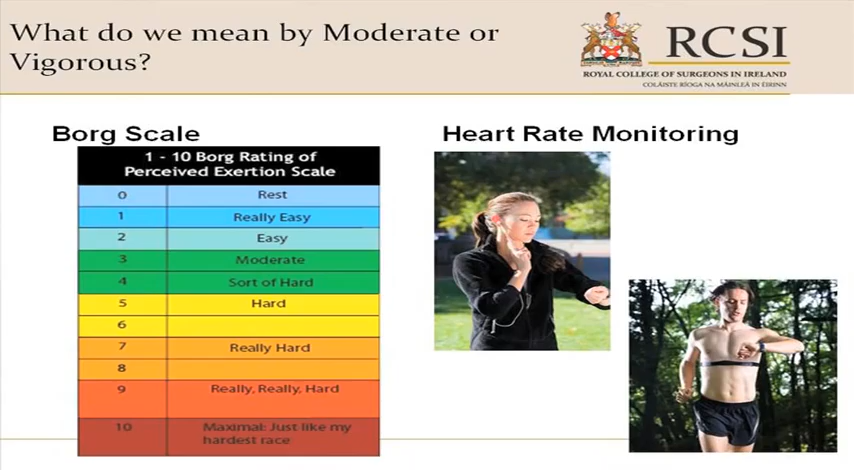 What do we mean by Moderate or
Vigorous?
RCSI
ROYAL COLLEGE OF SURGEONS IN IRELAND
COLÁISTE RÍOGA NA MÁINLEÁ IN ÉIRINN
Borg Scale
1 - 10 Borg Rating of
Perceived Exertion Scale
0 Rest
1 Really Easy
2 Easy
3 Moderate
4 Sort of Hard
5 Hard
6
7 Really Hard
8
9 Really, Really, Hard
10 Maximal: Just like my
hardest race
Heart Rate Monitoring